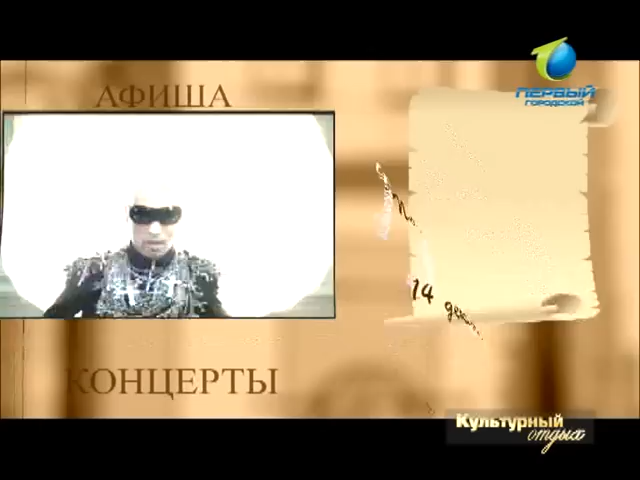 АФИША
ПЕРВЫЙ
ГОРОДСКОЙ
14
КОНЦЕРТЫ
Культурный
отдых